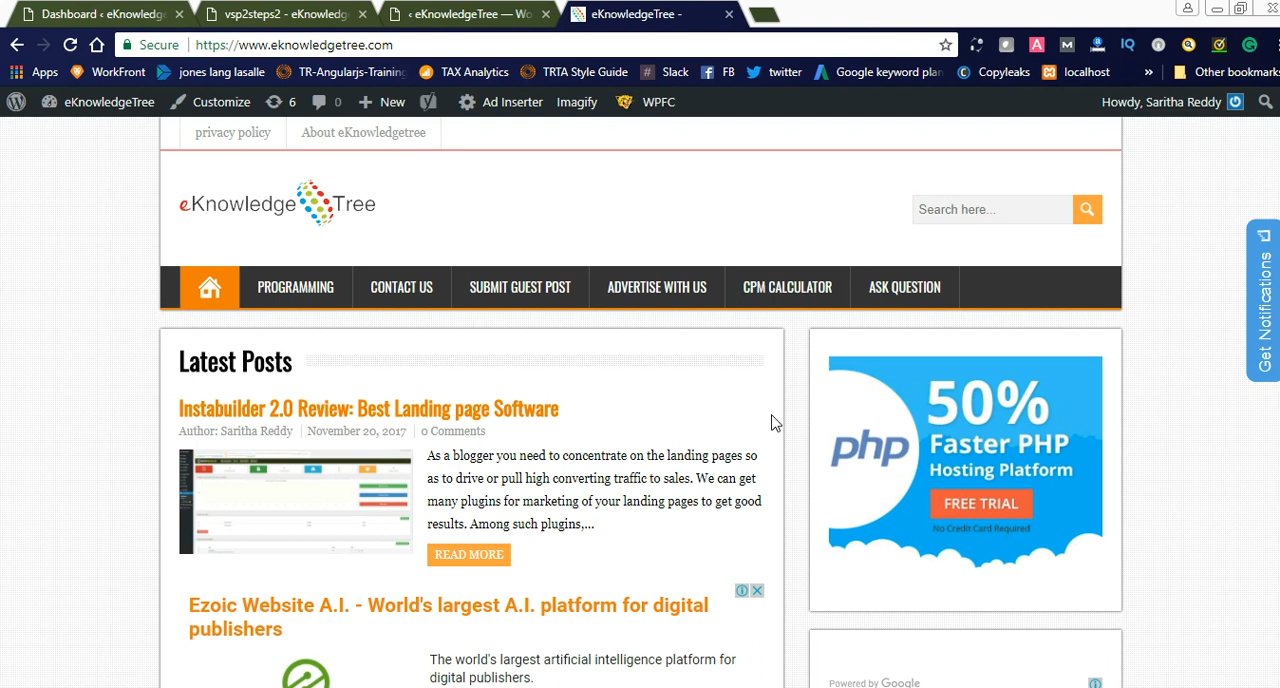 Dashboard ‹ eKnowledg
vsp2steps2 - eKnowledg
‹ eKnowledgeTree — Wo
eKnowledgeTree -
Secure
https://www.eknowledgetree.com
Apps
WorkFront
jones lang lasalle
TR-Angularjs-Training
TAX Analytics
TRTA Style Guide
Slack
FB
twitter
Google keyword plan
Copyleaks
localhost
»
Other bookmarks
eKnowledgeTree
Customize
6
0
New
Ad Inserter
Imagify
WPFC
Howdy, Saritha Reddy
privacy policy
About eKnowledgetree
eKnowledge Tree
Search here...
PROGRAMMING
CONTACT US
SUBMIT GUEST POST
ADVERTISE WITH US
CPM CALCULATOR
ASK QUESTION
Get Notifications
Latest Posts
Instabuilder 2.0 Review: Best Landing page Software
Author: Saritha Reddy
November 20, 2017
0 Comments
As a blogger you need to concentrate on the landing pages so
as to drive or pull high converting traffic to sales. We can get
many plugins for marketing of your landing pages to get good
results. Among such plugins,...
READ MORE
Ezoic Website A.I. - World's largest A.I. platform for digital
publishers
The world's largest artificial intelligence platform for
digital publishers.
php
50%
Faster PHP
Hosting Platform
FREE TRIAL
No Credit Card Required
Powered by Google